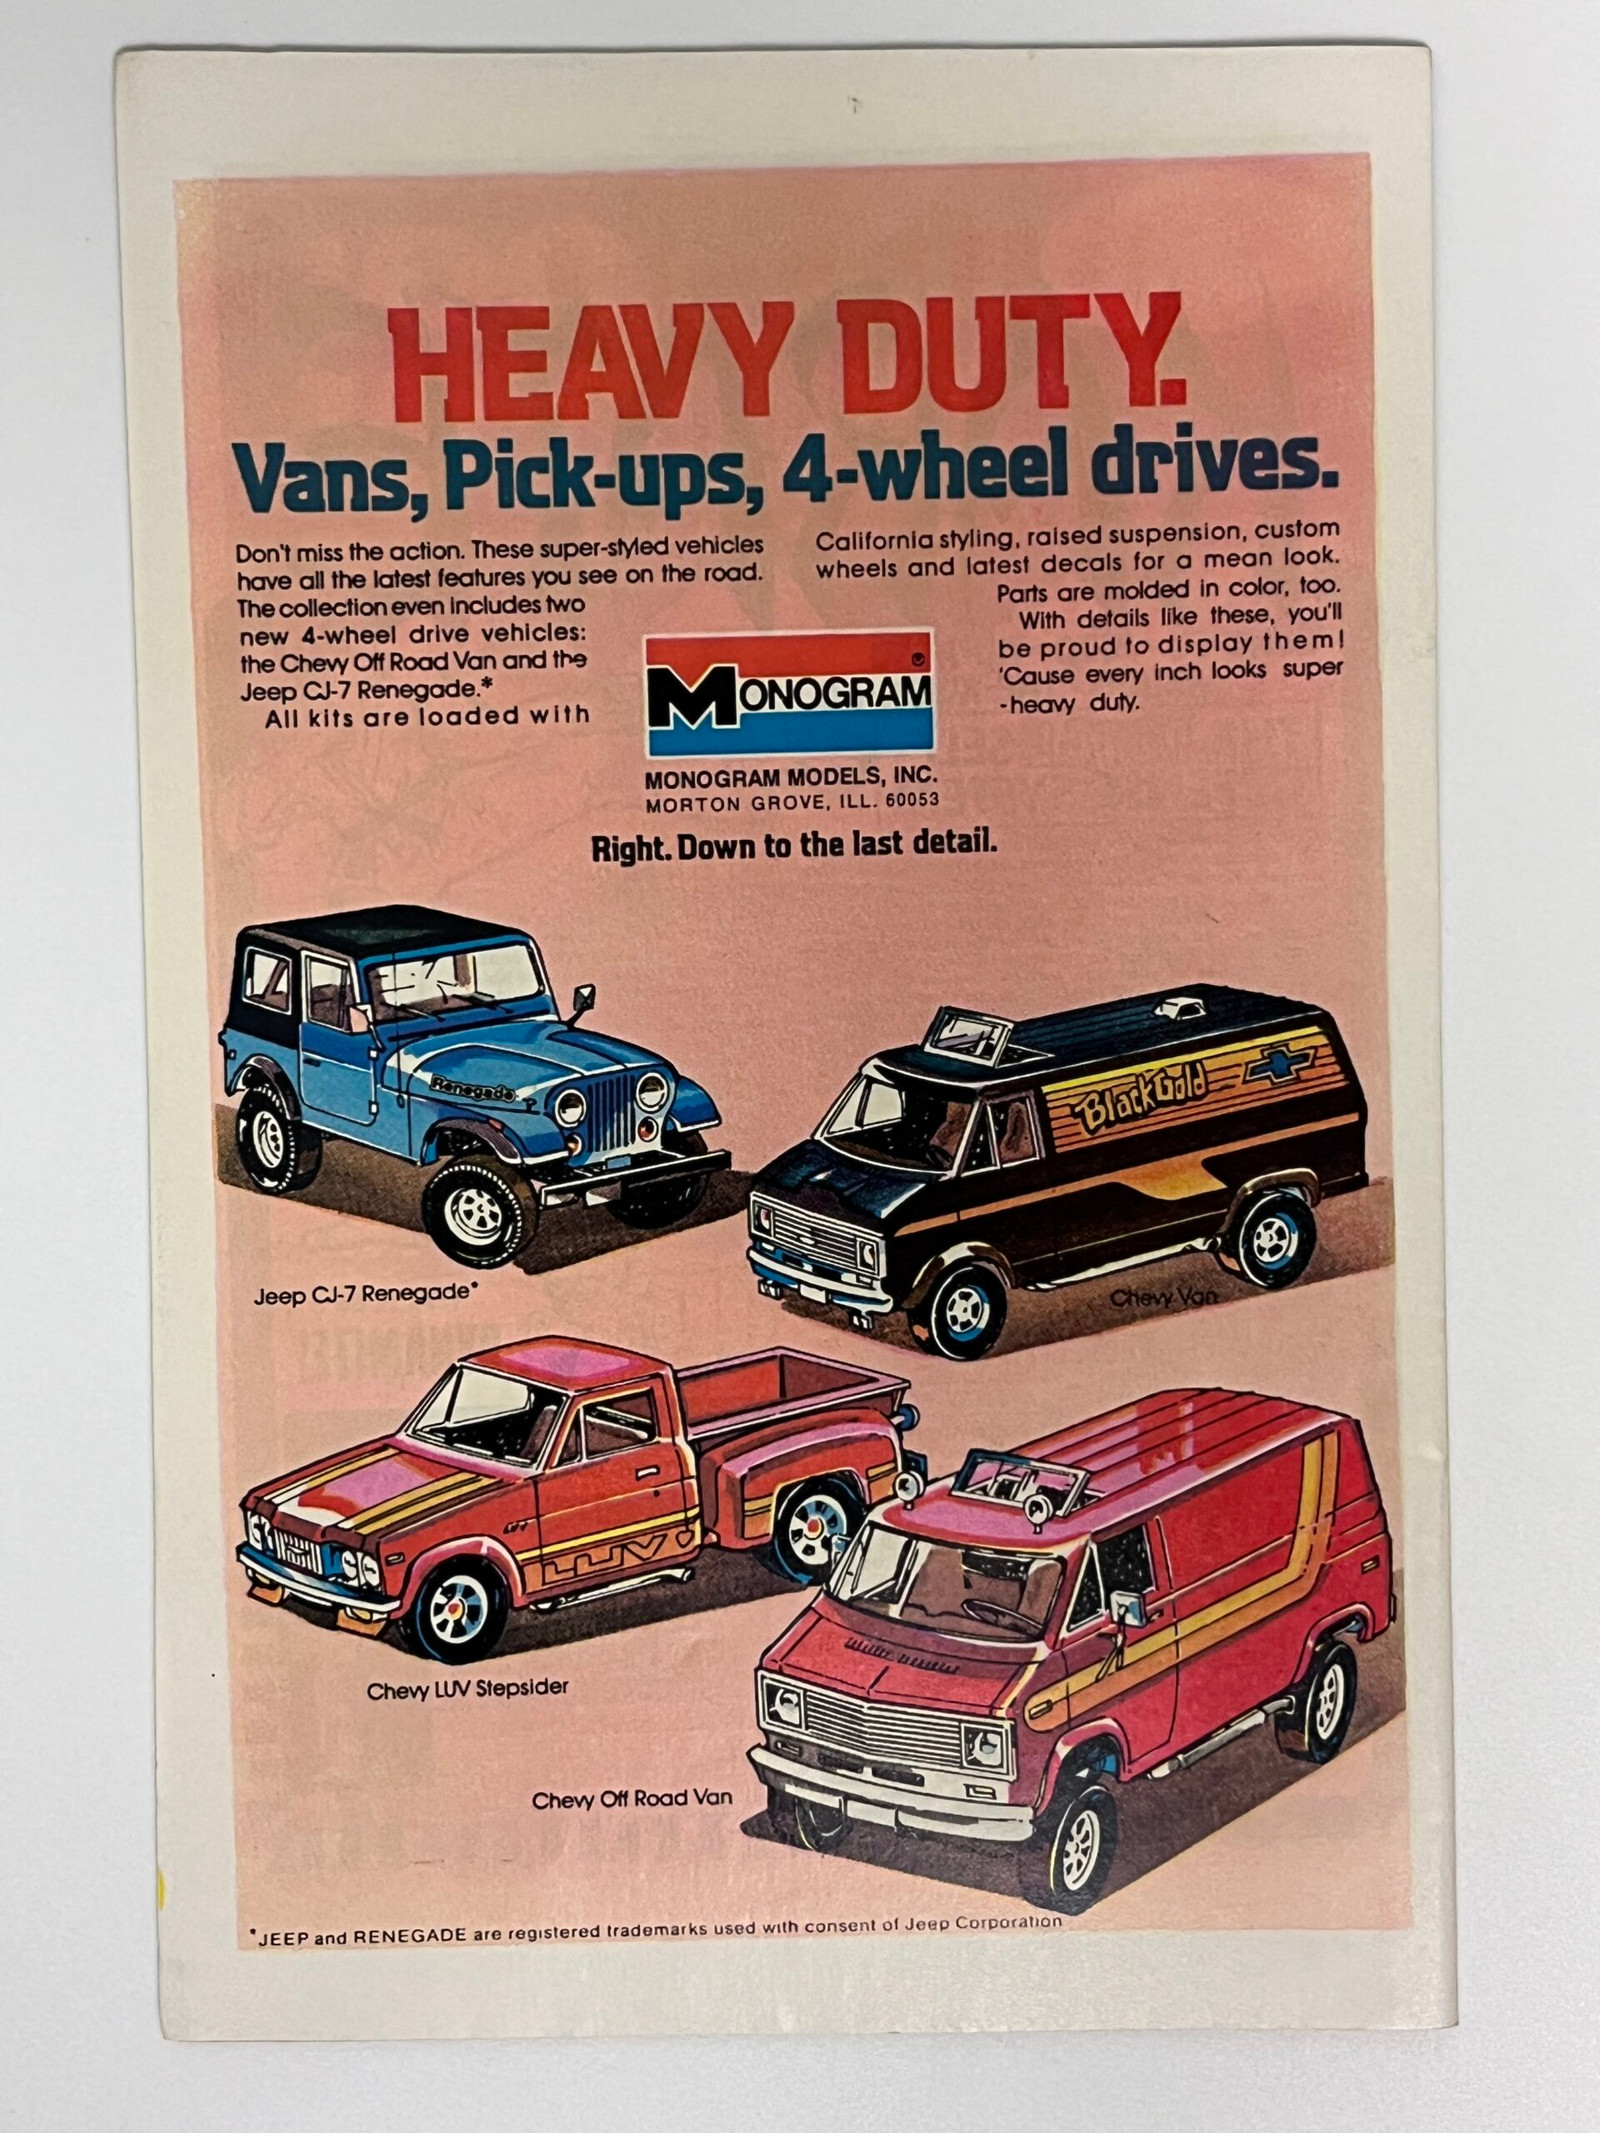 HEAVY DUTY.
Vans, Pick-ups, 4-wheel drives.
Don't miss the action. These super-styled vehicles
have all the latest features you see on the road.
The collection even includes two
new 4-wheel drive vehicles:
the Chevy Off Road Van and the
Jeep CJ-7 Renegade.*
All kits are loaded with
California styling, raised suspension, custom
wheels and latest decals for a mean look.
Parts are molded in color, too.
With details like these, you'll
be proud to display them!
'Cause every inch looks super
-heavy duty.
®
MONOGRAM
MONOGRAM MODELS, INC.
MORTON GROVE, ILL. 60053
Right. Down to the last detail.
Renegade
BlackGold
Jeep CJ-7 Renegade*
Chevy Van
LUV
LUV
Chevy LUV Stepsider
Chevy Off Road Van
*JEEP and RENEGADE are registered trademarks used with consent of Jeep Corporation